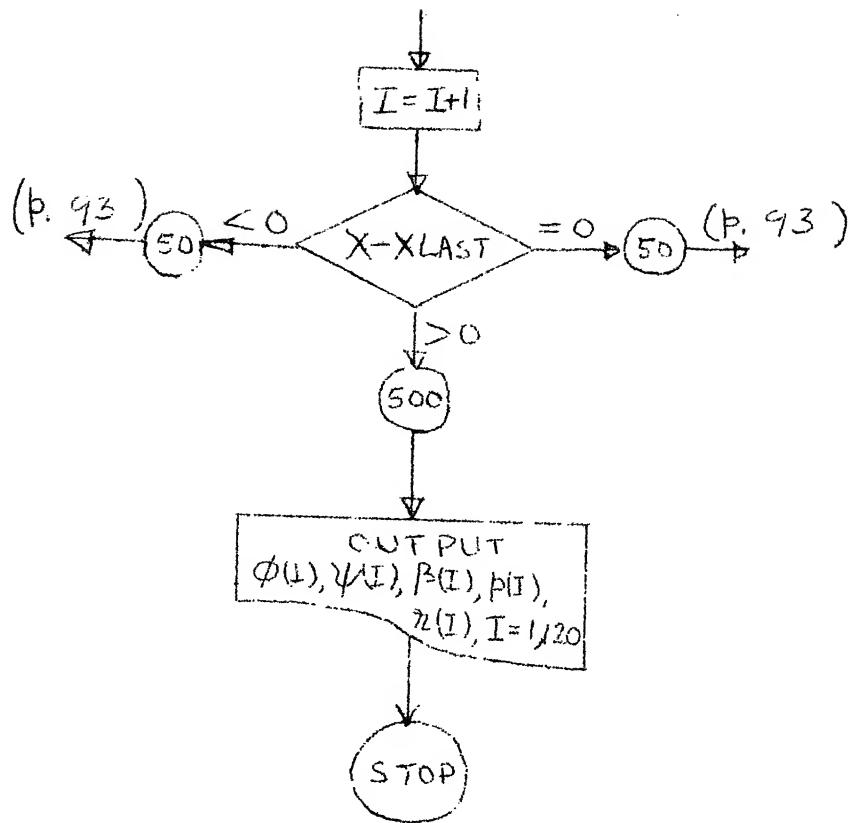 I = I+1
(p. 93) 50 <0 X-XLAST =0 50 (p. 93)
>0
500
OUTPUT
φ(I), ψ(I), β(I), p(I),
η(I), I=1,120
STOP